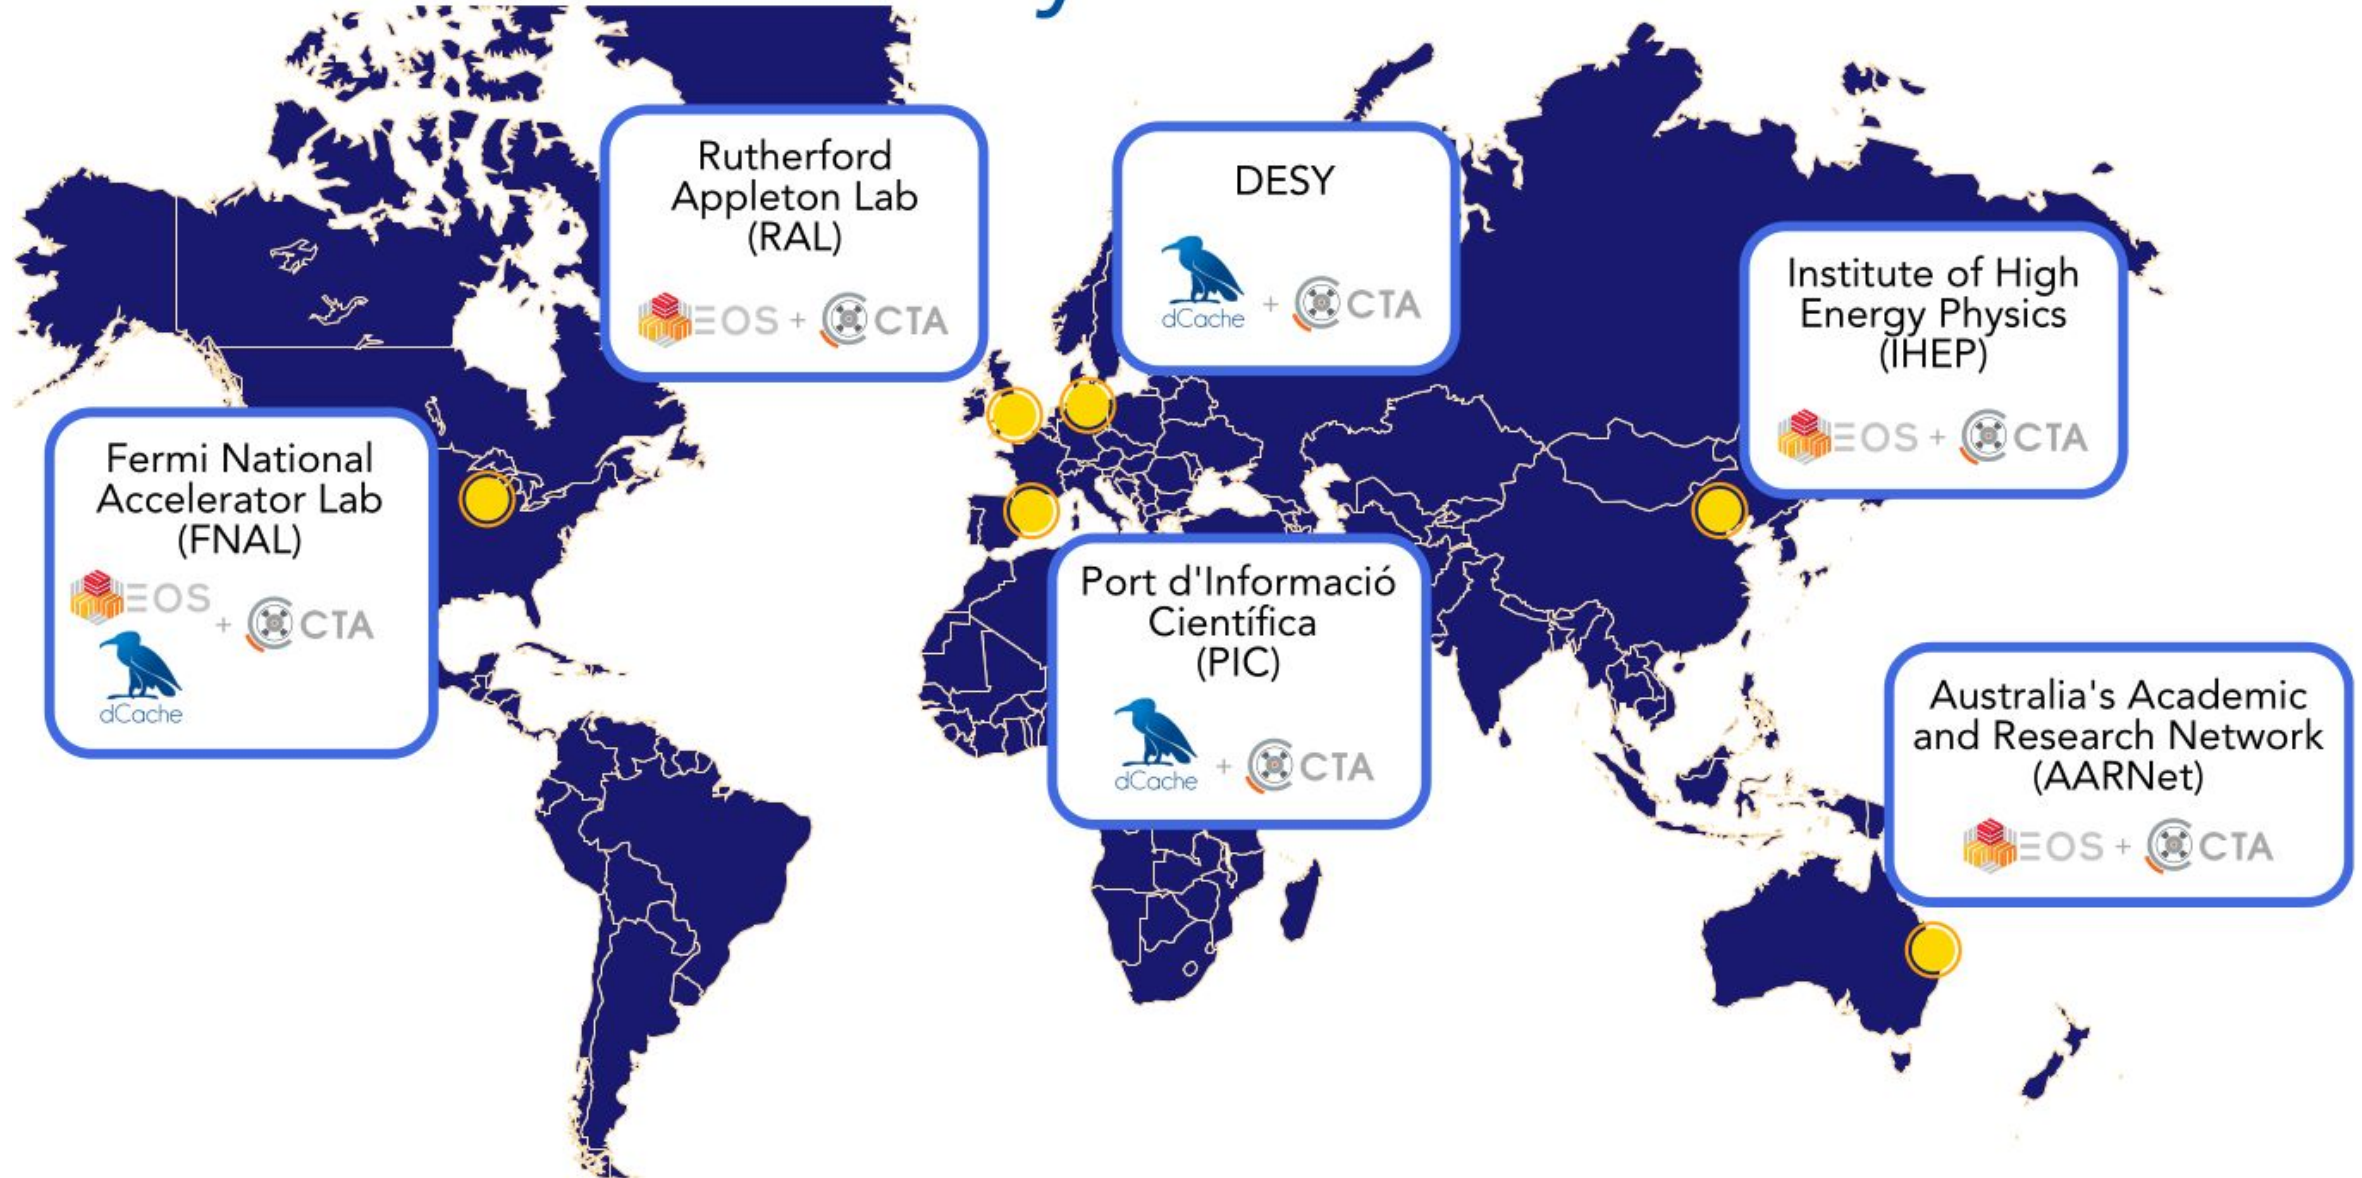 Rutherford
Appleton Lab
(RAL)
EOS + CTA
DESY
dCache + CTA
Institute of High
Energy Physics
(IHEP)
EOS + CTA
Fermi National
Accelerator Lab
(FNAL)
EOS
+ CTA
dCache
Port d'Informació
Científica
(PIC)
dCache + CTA
Australia's Academic
and Research Network
(AARNet)
EOS + CTA